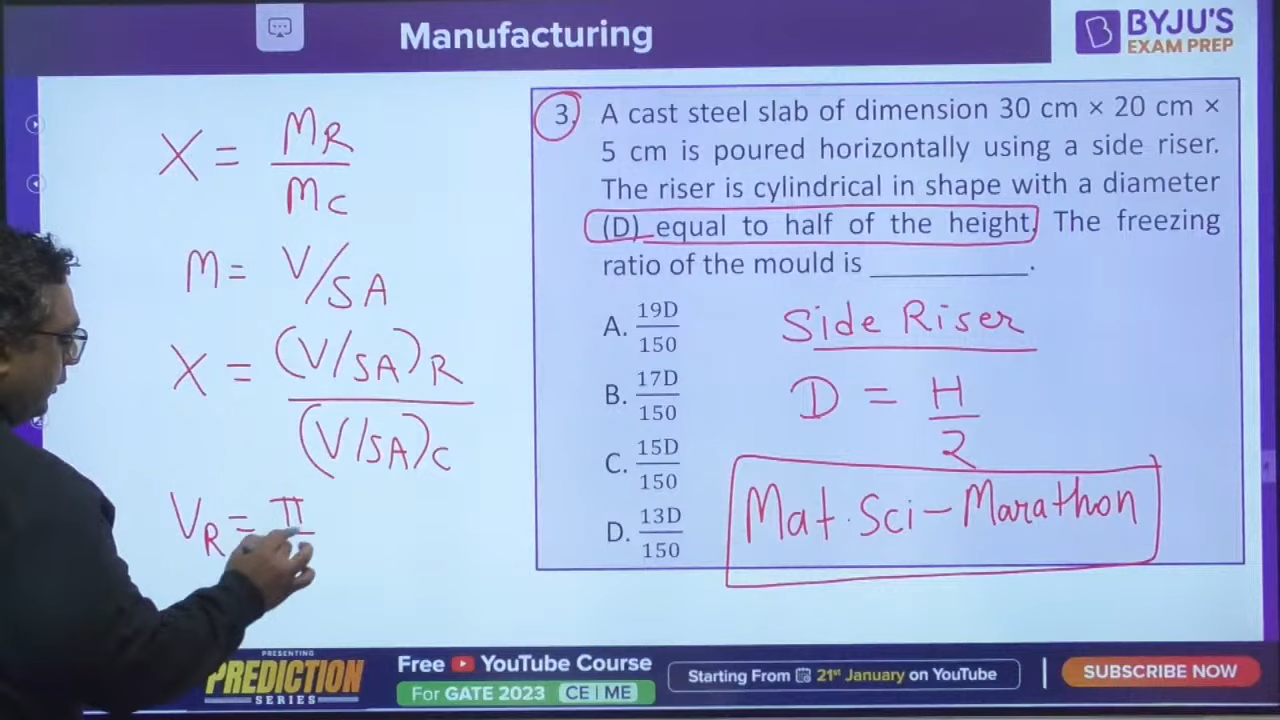 Manufacturing
BYJU'S
EXAM PREP
X = MR / MC
M = V/SA
X = (V/SA)R / (V/SA)C
VR = π
3. A cast steel slab of dimension 30 cm × 20 cm ×
5 cm is poured horizontally using a side riser.
The riser is cylindrical in shape with a diameter
(D) equal to half of the height. The freezing
ratio of the mould is __________.
A. 19D/150
B. 17D/150
C. 15D/150
D. 13D/150
Side Riser
D = H/2
Mat. Sci - Marathon
PRESENTING
PREDICTION
SERIES
Free YouTube Course
For GATE 2023 CE | ME
Starting From 21st January on YouTube
SUBSCRIBE NOW